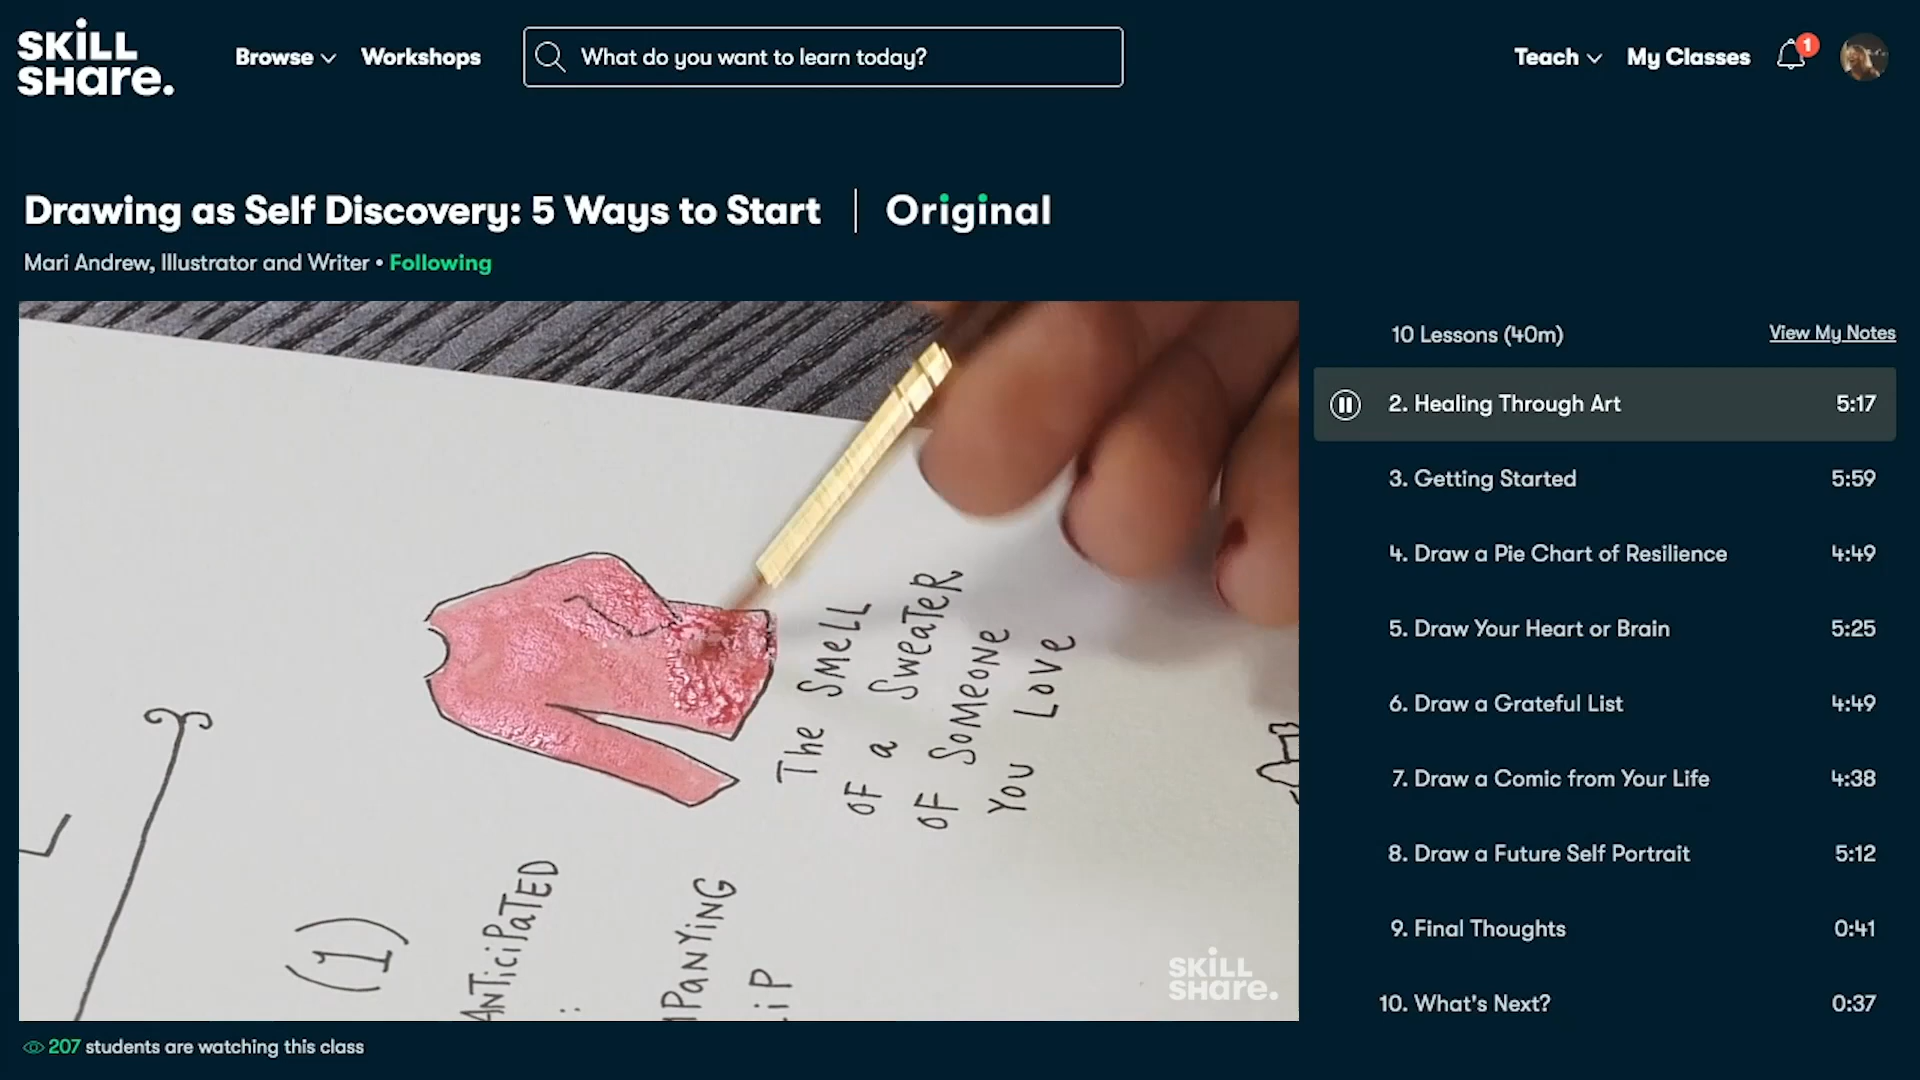 SKILL
SHARE.
Browse
Workshops
What do you want to learn today?
Teach
My Classes
1
Drawing as Self Discovery: 5 Ways to Start
Original
Mari Andrew, Illustrator and Writer • Following
The SMeLL
OF a SweaTeR
OF SOMeONe
YOU LOVe
(1)
ANTiciPaTED
SKILL
SHARE.
207 students are watching this class
10 Lessons (40m)
View My Notes
2. Healing Through Art 5:17
3. Getting Started 5:59
4. Draw a Pie Chart of Resilience 4:49
5. Draw Your Heart or Brain 5:25
6. Draw a Grateful List 4:49
7. Draw a Comic from Your Life 4:38
8. Draw a Future Self Portrait 5:12
9. Final Thoughts 0:41
10. What's Next? 0:37